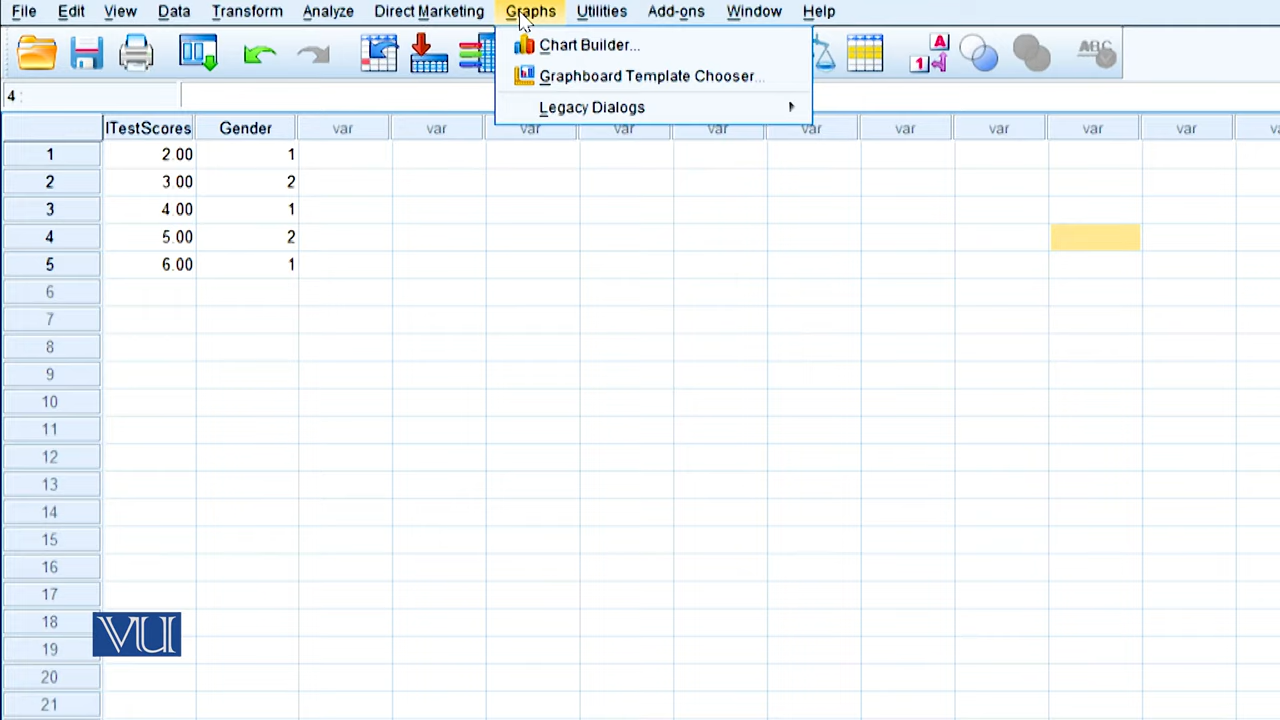 File Edit View Data Transform Analyze Direct Marketing Graphs Utilities Add-ons Window Help
Chart Builder...
Graphboard Template Chooser...
Legacy Dialogs
A
1
ABC
4 :
ITestScores Gender var var var var var var var var var var
1 2.00 1
2 3.00 2
3 4.00 1
4 5.00 2
5 6.00 1
6
7
8
9
10
11
12
13
14
15
16
17
18
19
20
21
VU